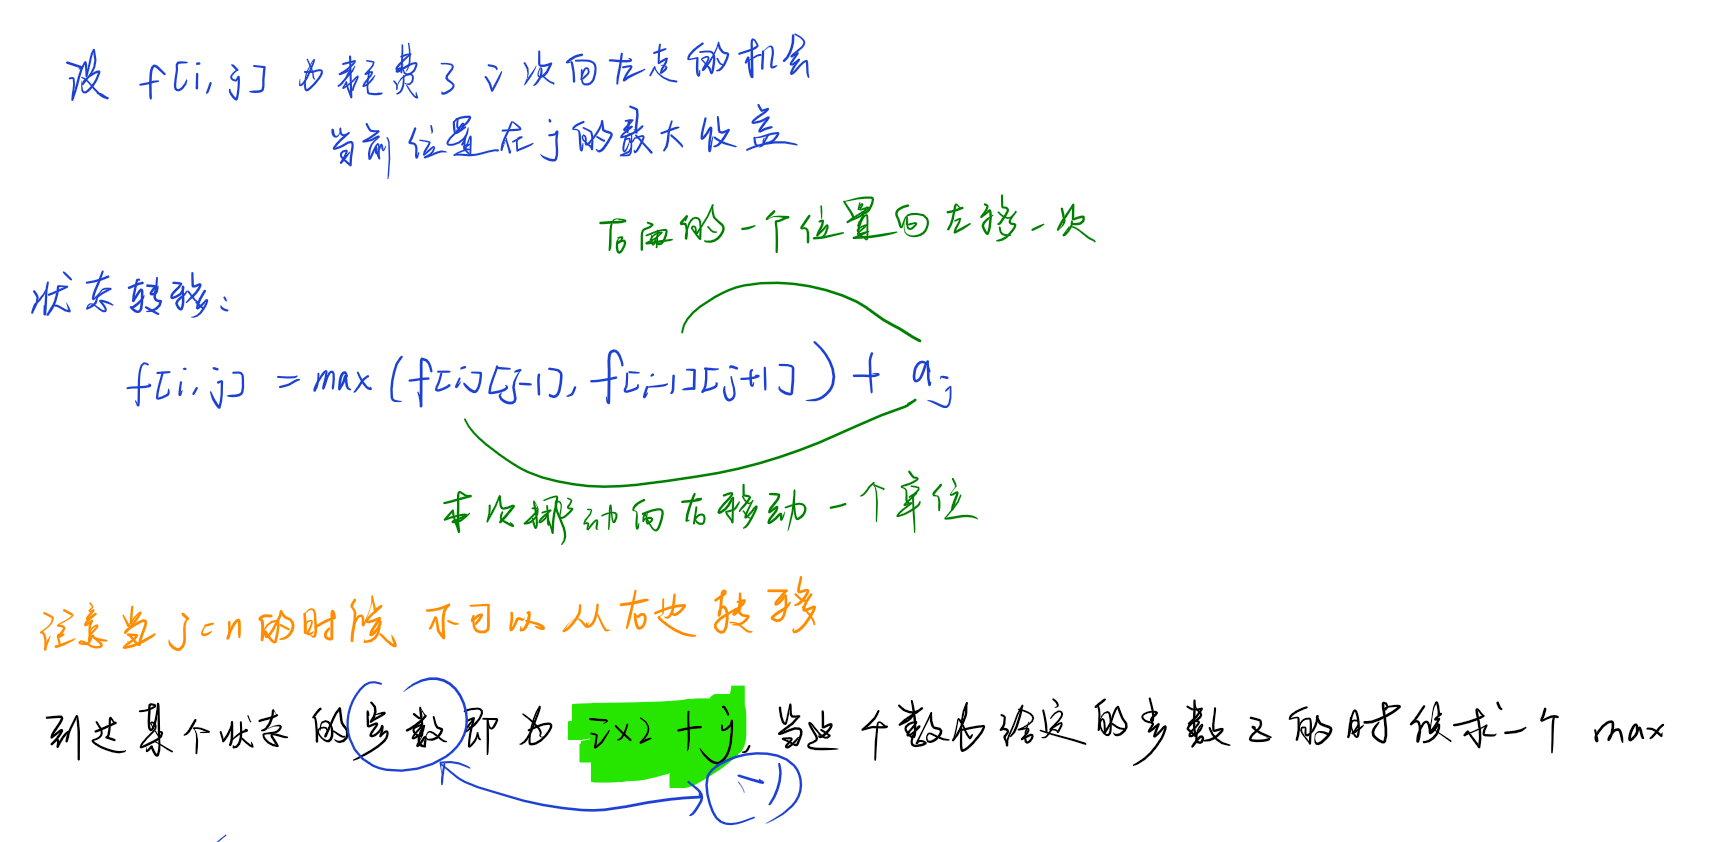 设 f[i, j] 为耗费了 i 次向左走的机会
当前位置在 j 的最大收益
右面的一个位置向左移一次
状态转移:
f[i, j] = max(f[i][j-1], f[i-1][j+1]) + aj
本次挪动向右移动一个单位
注意当 j=n 的时候 不可以从右边转移
到达某个状态的步数即为 i×2+j, 当这个数为给定的步数 z 的时候求一个 max
-1